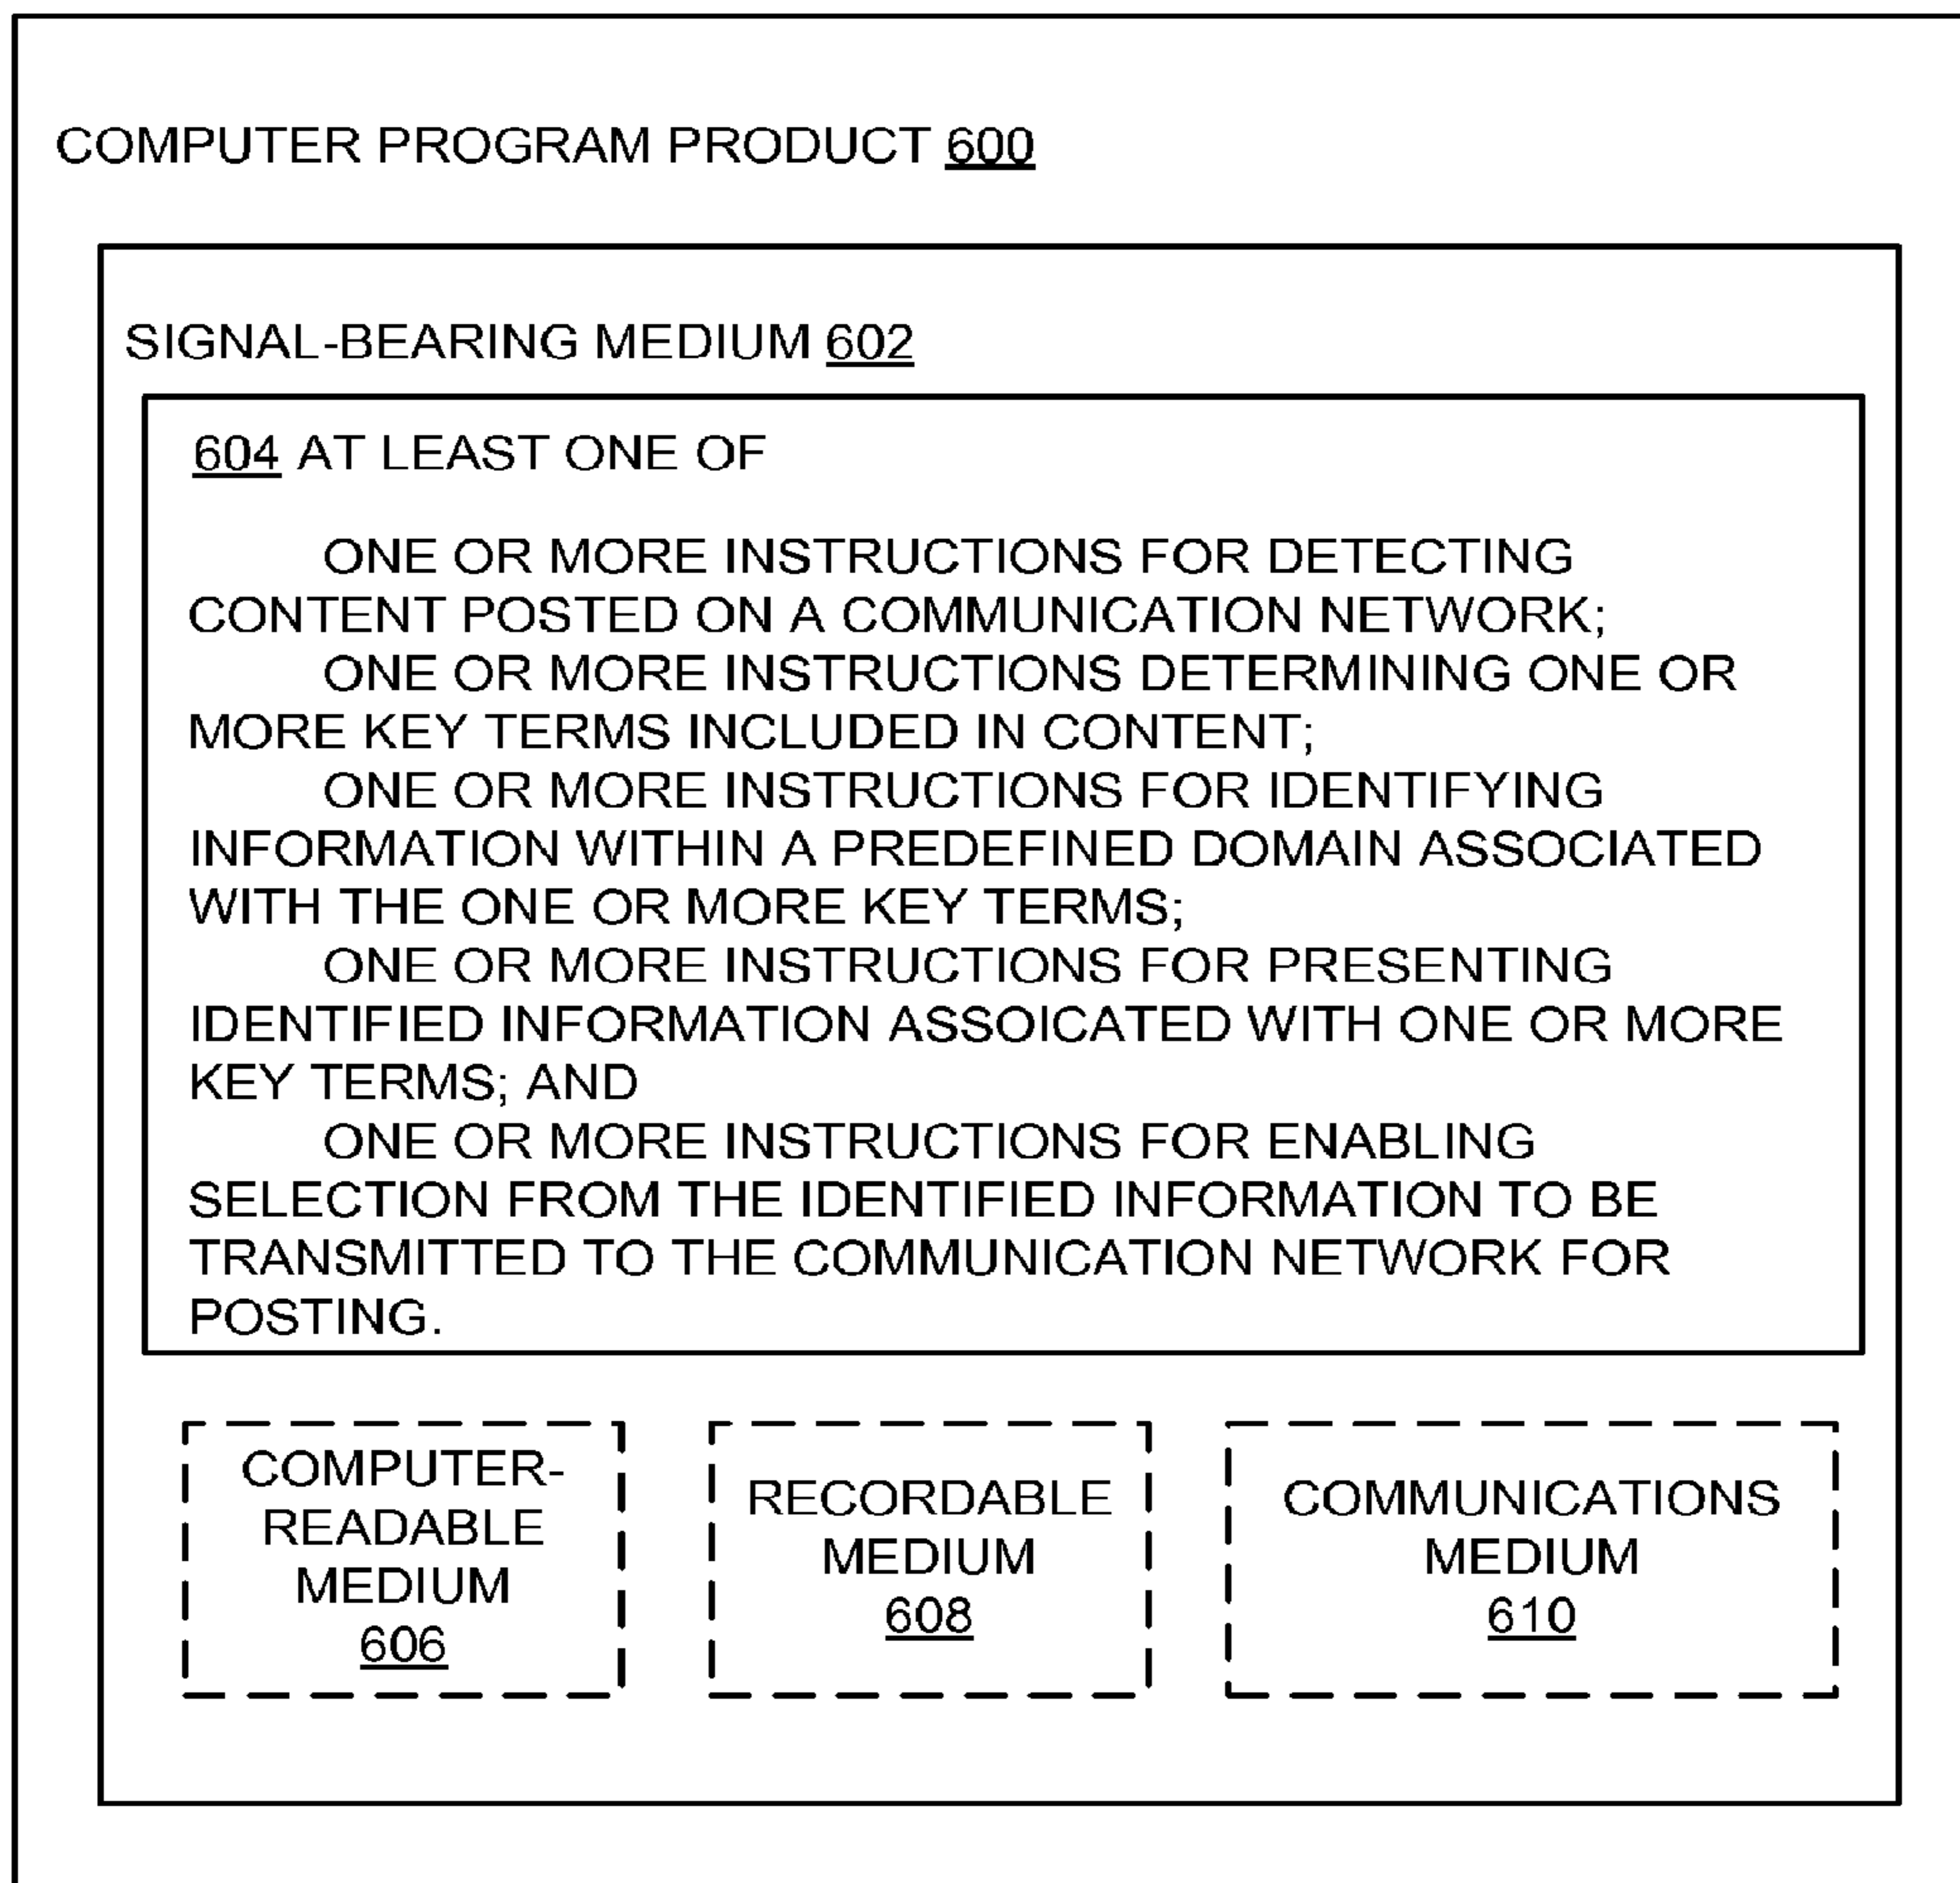 COMPUTER PROGRAM PRODUCT 600
SIGNAL-BEARING MEDIUM 602
604 AT LEAST ONE OF
ONE OR MORE INSTRUCTIONS FOR DETECTING
CONTENT POSTED ON A COMMUNICATION NETWORK;
ONE OR MORE INSTRUCTIONS DETERMINING ONE OR
MORE KEY TERMS INCLUDED IN CONTENT;
ONE OR MORE INSTRUCTIONS FOR IDENTIFYING
INFORMATION WITHIN A PREDEFINED DOMAIN ASSOCIATED
WITH THE ONE OR MORE KEY TERMS;
ONE OR MORE INSTRUCTIONS FOR PRESENTING
IDENTIFIED INFORMATION ASSOICATED WITH ONE OR MORE
KEY TERMS; AND
ONE OR MORE INSTRUCTIONS FOR ENABLING
SELECTION FROM THE IDENTIFIED INFORMATION TO BE
TRANSMITTED TO THE COMMUNICATION NETWORK FOR
POSTING.
COMPUTER-
READABLE
MEDIUM
606
RECORDABLE
MEDIUM
608
COMMUNICATIONS
MEDIUM
610